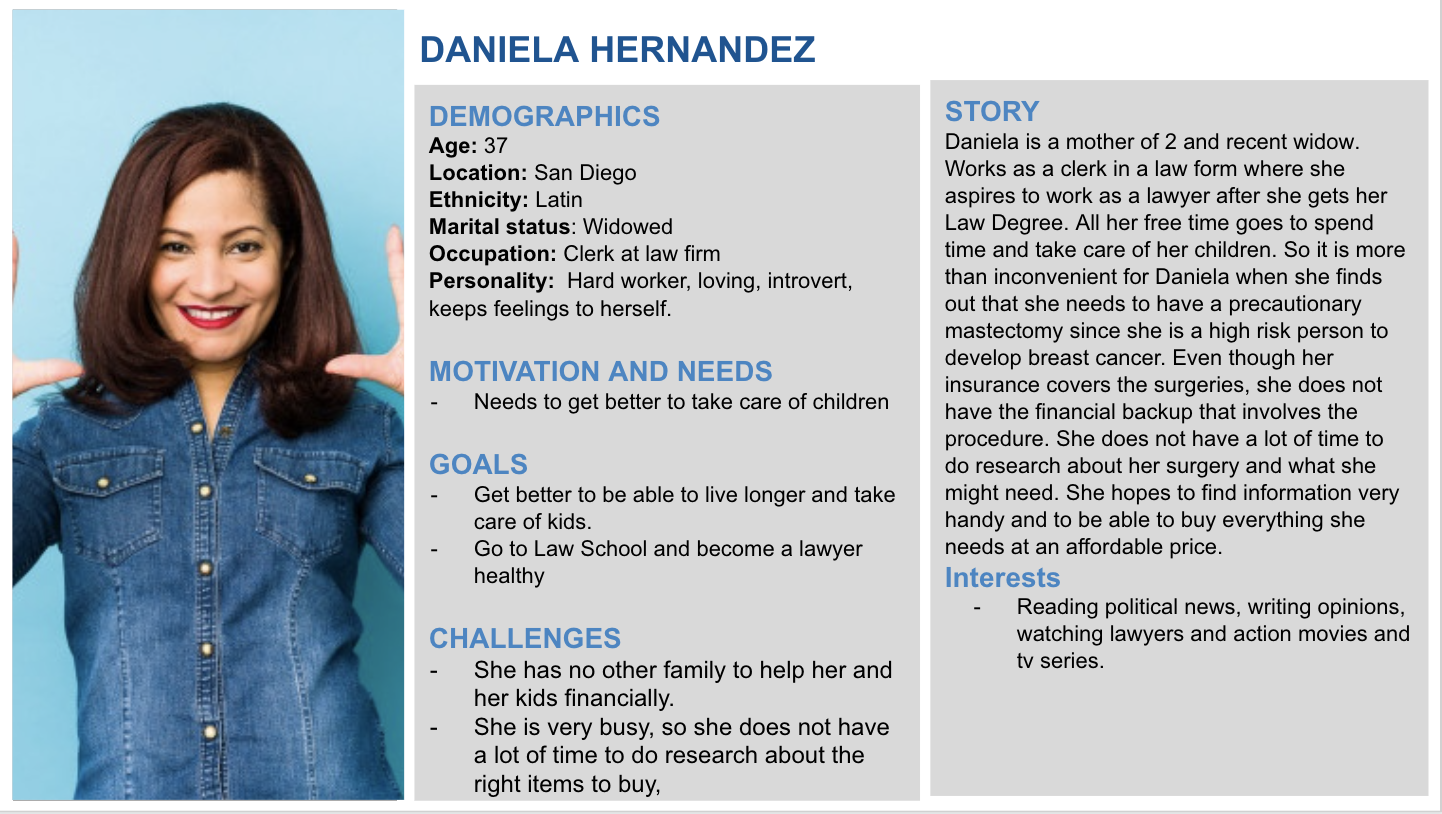 DANIELA HERNANDEZ
DEMOGRAPHICS
Age: 37
Location: San Diego
Ethnicity: Latin
Marital status: Widowed
Occupation: Clerk at law firm
Personality:  Hard worker, loving, introvert,
keeps feelings to herself.
MOTIVATION AND NEEDS
- Needs to get better to take care of children
GOALS
- Get better to be able to live longer and take
care of kids.
- Go to Law School and become a lawyer
healthy
CHALLENGES
- She has no other family to help her and
her kids financially.
- She is very busy, so she does not have
a lot of time to do research about the
right items to buy,
STORY
Daniela is a mother of 2 and recent widow.
Works as a clerk in a law form where she
aspires to work as a lawyer after she gets her
Law Degree. All her free time goes to spend
time and take care of her children. So it is more
than inconvenient for Daniela when she finds
out that she needs to have a precautionary
mastectomy since she is a high risk person to
develop breast cancer. Even though her
insurance covers the surgeries, she does not
have the financial backup that involves the
procedure. She does not have a lot of time to
do research about her surgery and what she
might need. She hopes to find information very
handy and to be able to buy everything she
needs at an affordable price.
Interests
- Reading political news, writing opinions,
watching lawyers and action movies and
tv series.